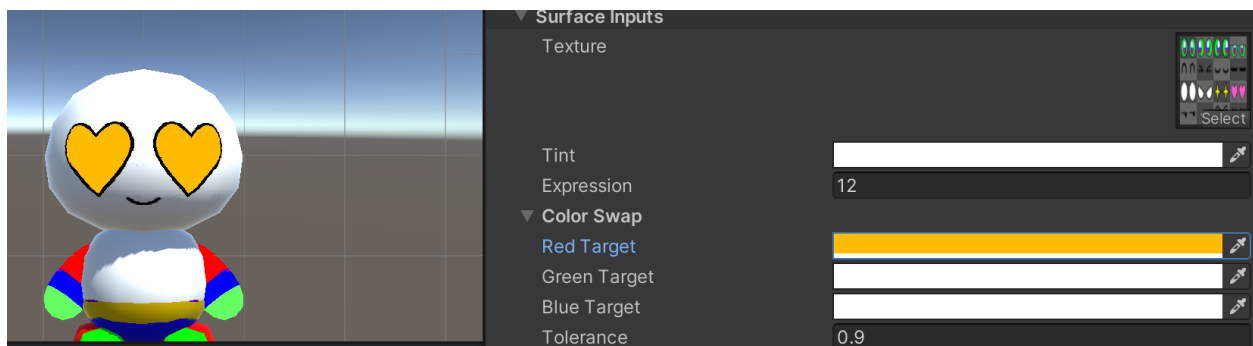 Surface Inputs
Texture
Select
Tint
Expression 12
Color Swap
Red Target
Green Target
Blue Target
Tolerance 0.9